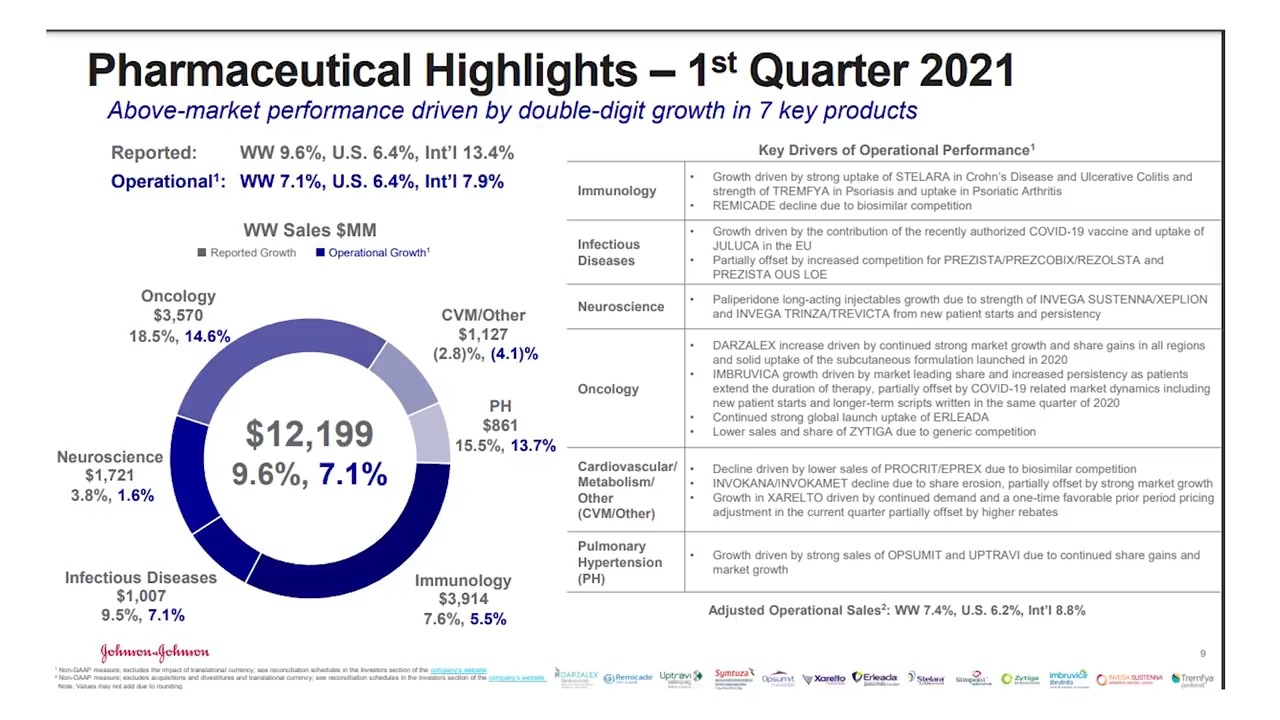 Pharmaceutical Highlights – 1st Quarter 2021
Above-market performance driven by double-digit growth in 7 key products
Reported: WW 9.6%, U.S. 6.4%, Int'l 13.4%
Operational1: WW 7.1%, U.S. 6.4%, Int'l 7.9%
WW Sales $MM
Reported Growth Operational Growth1
Oncology
$3,570
18.5%, 14.6%
CVM/Other
$1,127
(2.8)%, (4.1)%
PH
$861
15.5%, 13.7%
$12,199
9.6%, 7.1%
Neuroscience
$1,721
3.8%, 1.6%
Infectious Diseases
$1,007
9.5%, 7.1%
Immunology
$3,914
7.6%, 5.5%
Key Drivers of Operational Performance1
Immunology
• Growth driven by strong uptake of STELARA in Crohn's Disease and Ulcerative Colitis and
strength of TREMFYA in Psoriasis and uptake in Psoriatic Arthritis
• REMICADE decline due to biosimilar competition
Infectious
Diseases
• Growth driven by the contribution of the recently authorized COVID-19 vaccine and uptake of
JULUCA in the EU
• Partially offset by increased competition for PREZISTA/PREZCOBIX/REZOLSTA and
PREZISTA OUS LOE
Neuroscience
• Paliperidone long-acting injectables growth due to strength of INVEGA SUSTENNA/XEPLION
and INVEGA TRINZA/TREVICTA from new patient starts and persistency
Oncology
• DARZALEX increase driven by continued strong market growth and share gains in all regions
and solid uptake of the subcutaneous formulation launched in 2020
• IMBRUVICA growth driven by market leading share and increased persistency as patients
extend the duration of therapy, partially offset by COVID-19 related market dynamics including
new patient starts and longer-term scripts written in the same quarter of 2020
• Continued strong global launch uptake of ERLEADA
• Lower sales and share of ZYTIGA due to generic competition
Cardiovascular/
Metabolism/
Other
(CVM/Other)
• Decline driven by lower sales of PROCRIT/EPREX due to biosimilar competition
• INVOKANA/INVOKAMET decline due to share erosion, partially offset by strong market growth
• Growth in XARELTO driven by continued demand and a one-time favorable prior period pricing
adjustment in the current quarter partially offset by higher rebates
Pulmonary
Hypertension
(PH)
• Growth driven by strong sales of OPSUMIT and UPTRAVI due to continued share gains and
market growth
Adjusted Operational Sales2: WW 7.4%, U.S. 6.2%, Int'l 8.8%
Johnson & Johnson
9
1 Non-GAAP measure; excludes the impact of translational currency; see reconciliation schedules in the Investors section of the company's website
2 Non-GAAP measure; excludes acquisitions and divestitures and translational currency; see reconciliation schedules in the Investors section of the company's website
Note: Values may not add due to rounding
DARZALEX Remicade Uptravi Symtuza Opsumit Xarelto Erleada Stelara Simponi Zytiga imbruvica INVEGA SUSTENNA Tremfya